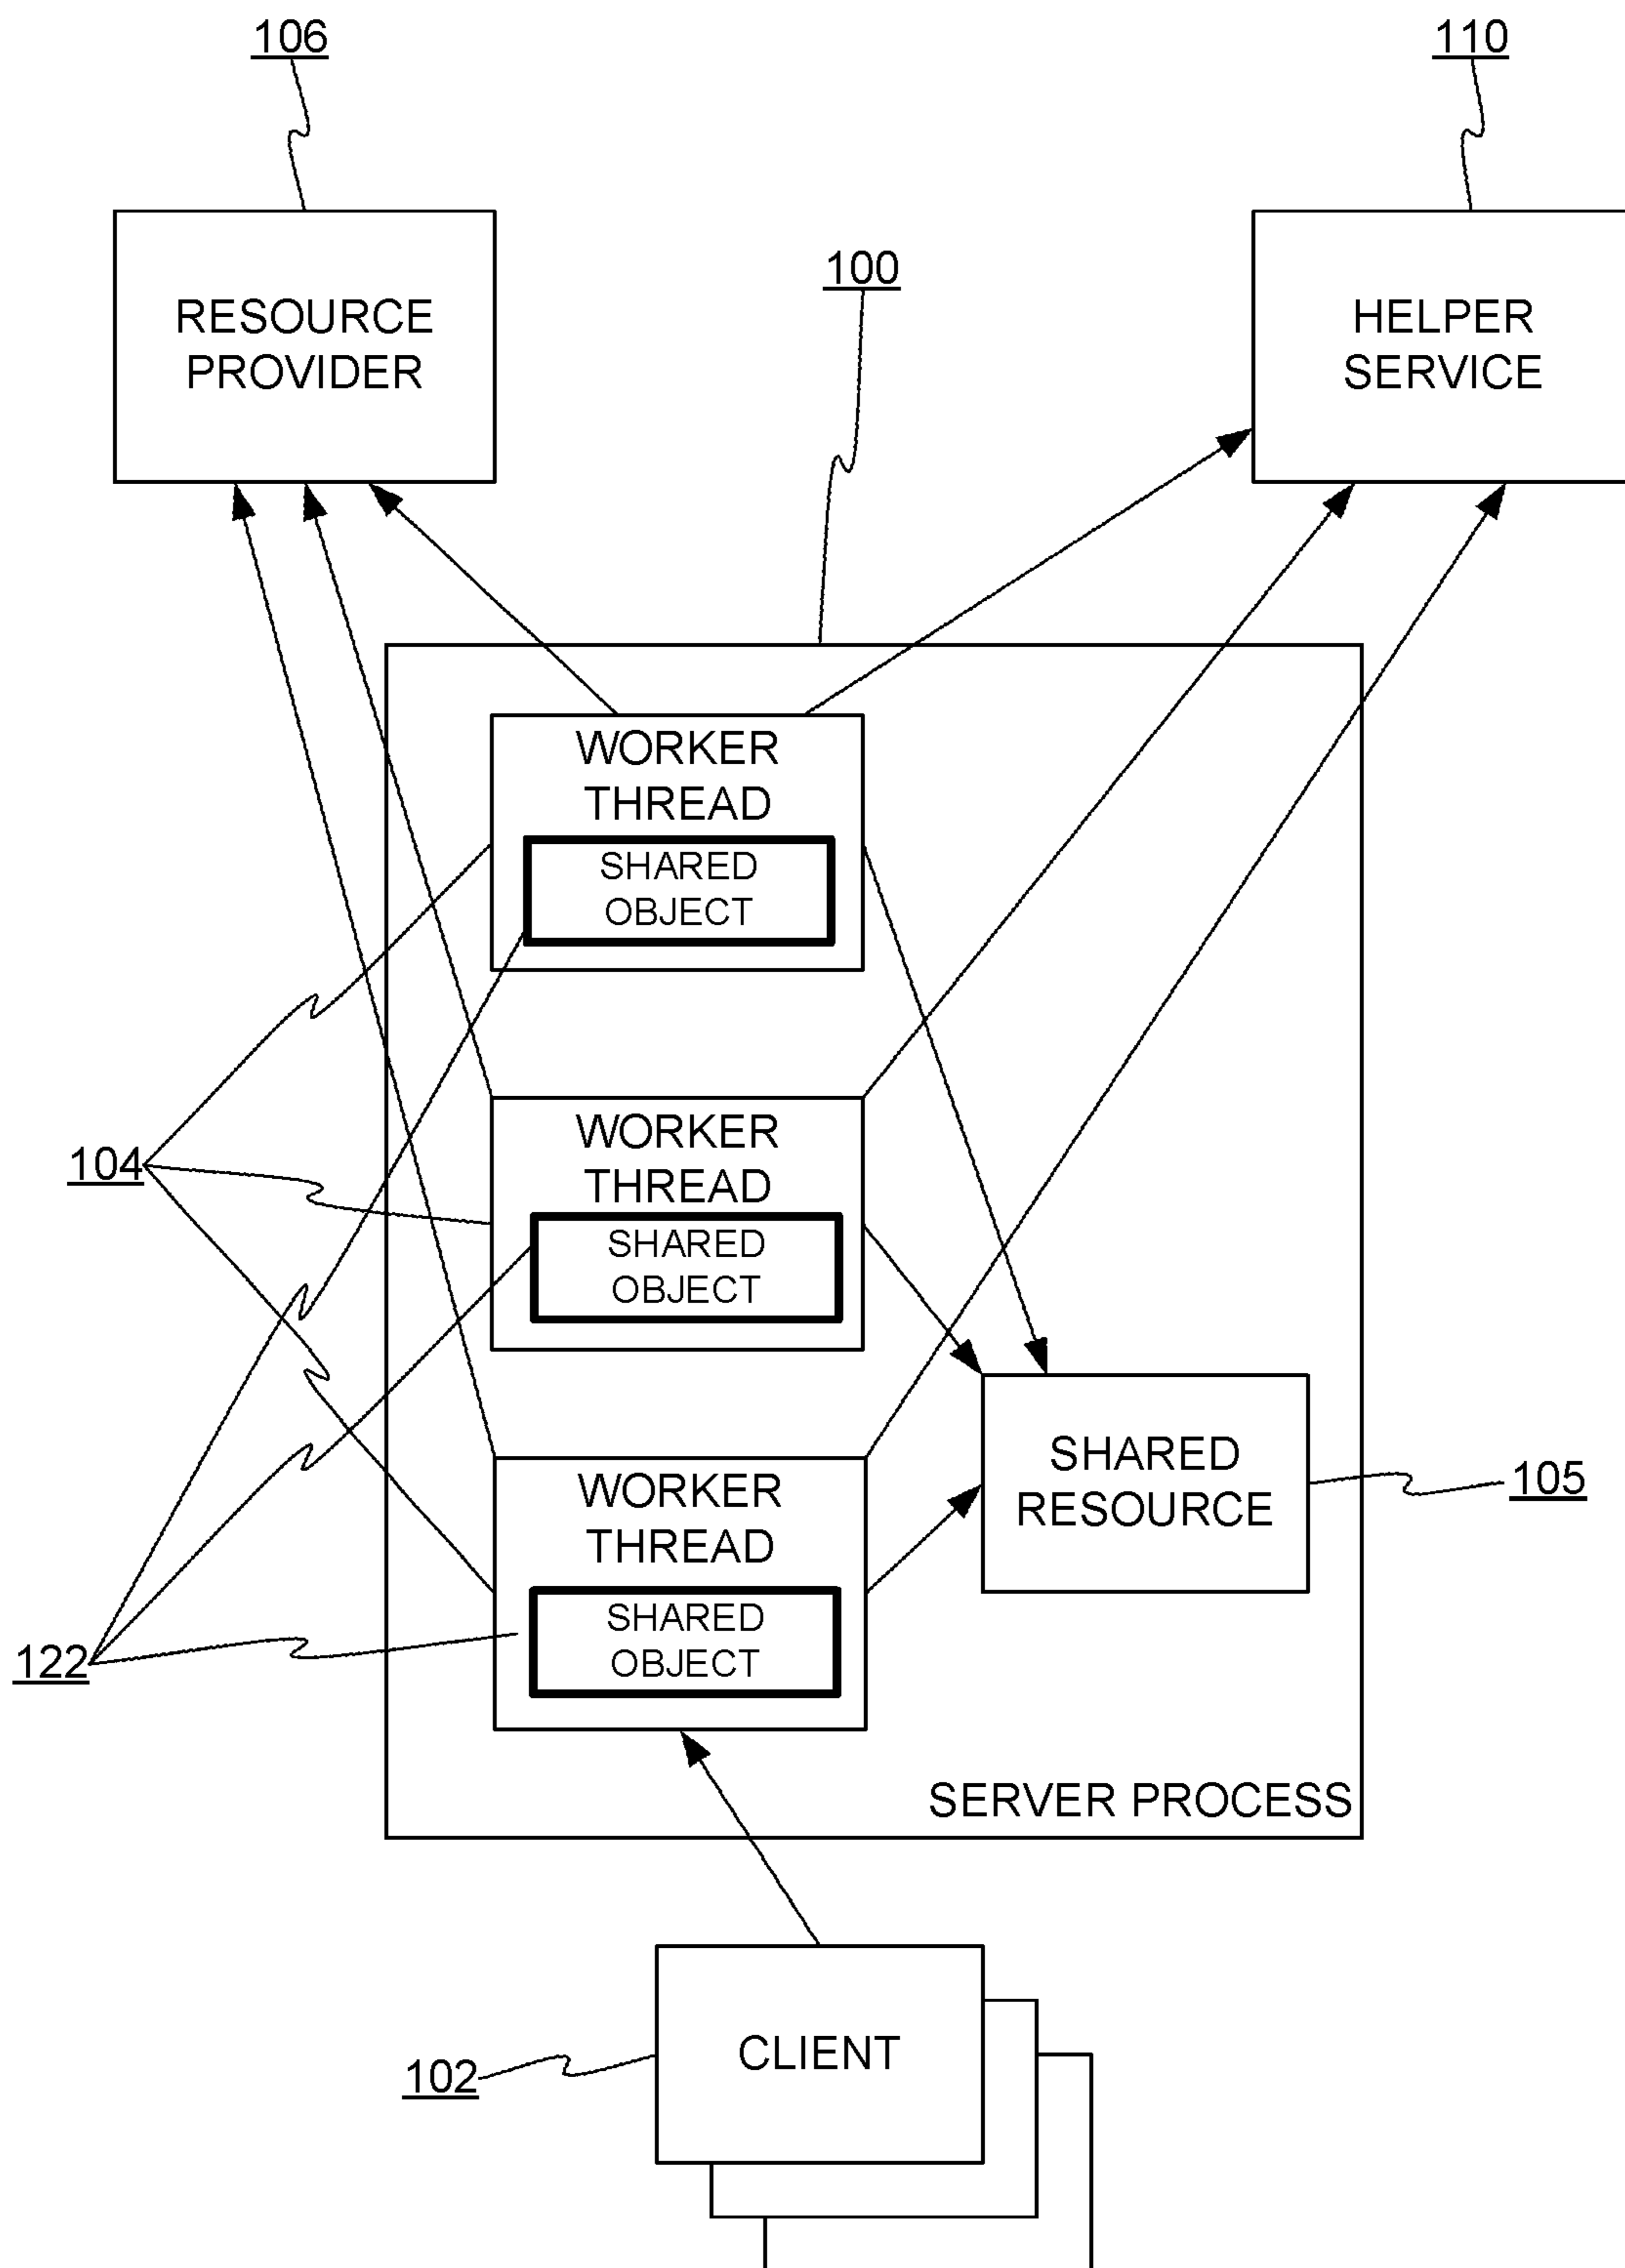 106
110
100
RESOURCE
PROVIDER
HELPER
SERVICE
WORKER
THREAD
SHARED
OBJECT
WORKER
THREAD
SHARED
OBJECT
104
WORKER
THREAD
SHARED
OBJECT
SHARED
RESOURCE
105
122
SERVER PROCESS
CLIENT
102